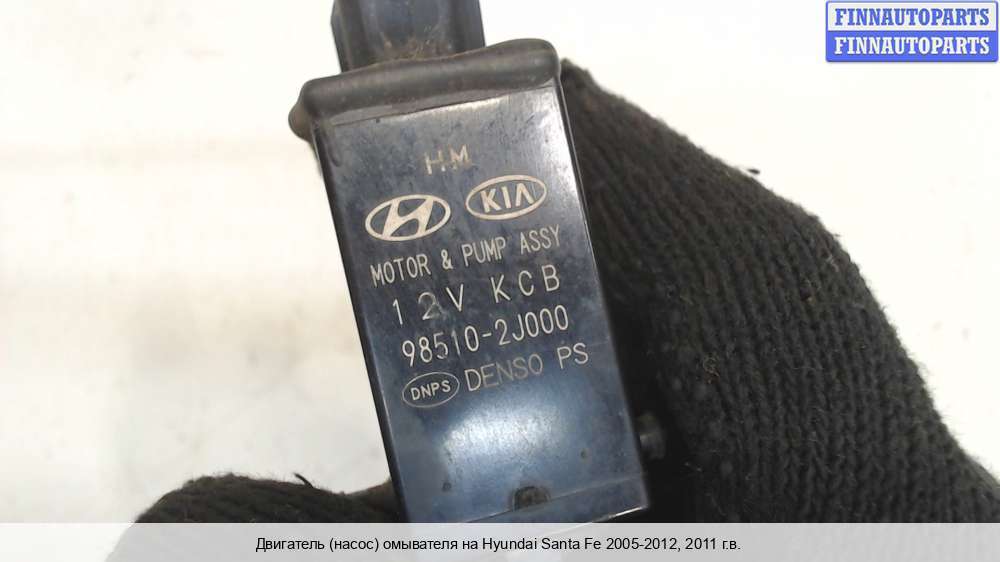 FINNAUTOPARTS
FINNAUTOPARTS
HM
KIA
MOTOR & PUMP ASSY
12V KCB
98510-2J000
DNPS DENSO PS
Двигатель (насос) омывателя на Hyundai Santa Fe 2005-2012, 2011 г.в.